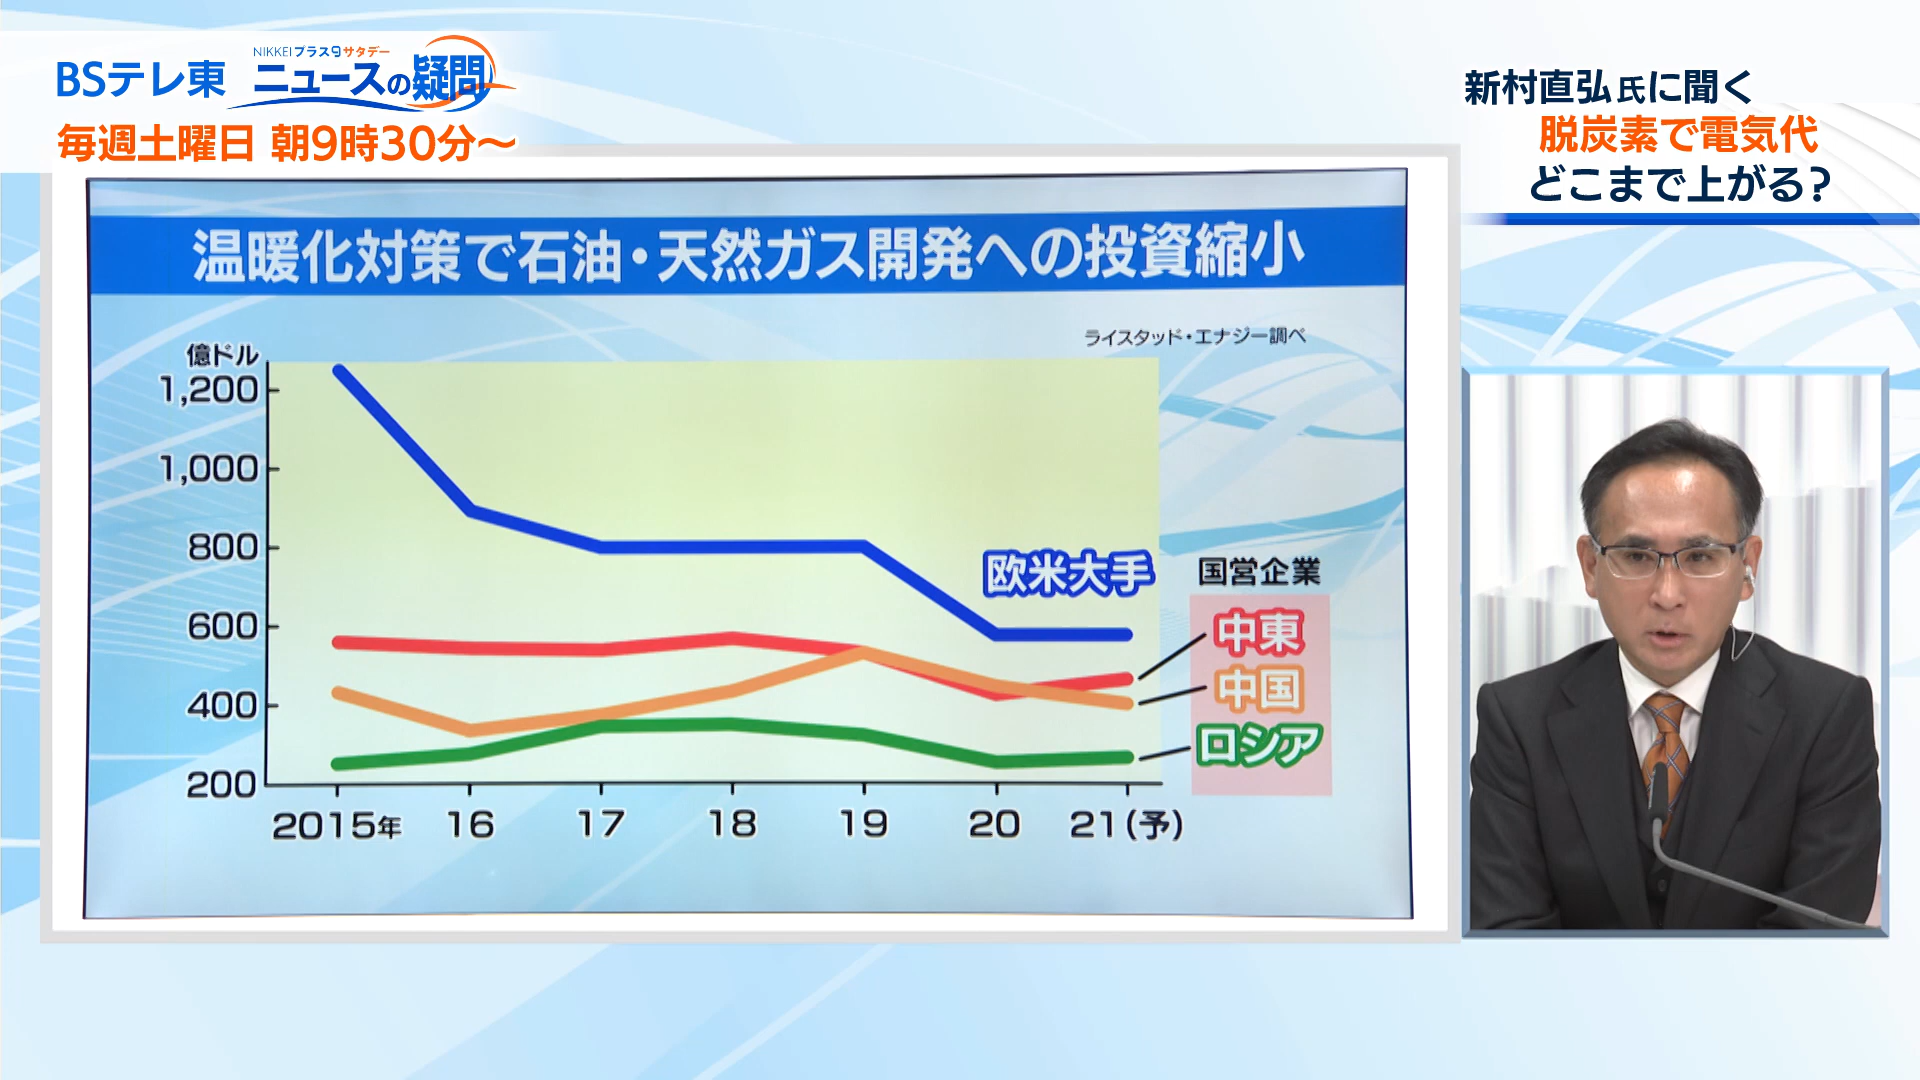 BSテレ東
NIKKEIプラス9サタデー
ニュースの疑問
毎週土曜日 朝9時30分～
新村直弘氏に聞く
脱炭素で電気代
どこまで上がる?
温暖化対策で石油・天然ガス開発への投資縮小
ライスタッド・エナジー調べ
億ドル
1,200
1,000
800
600
400
200
欧米大手
国営企業
中東
中国
ロシア
2015年 16 17 18 19 20 21(予)